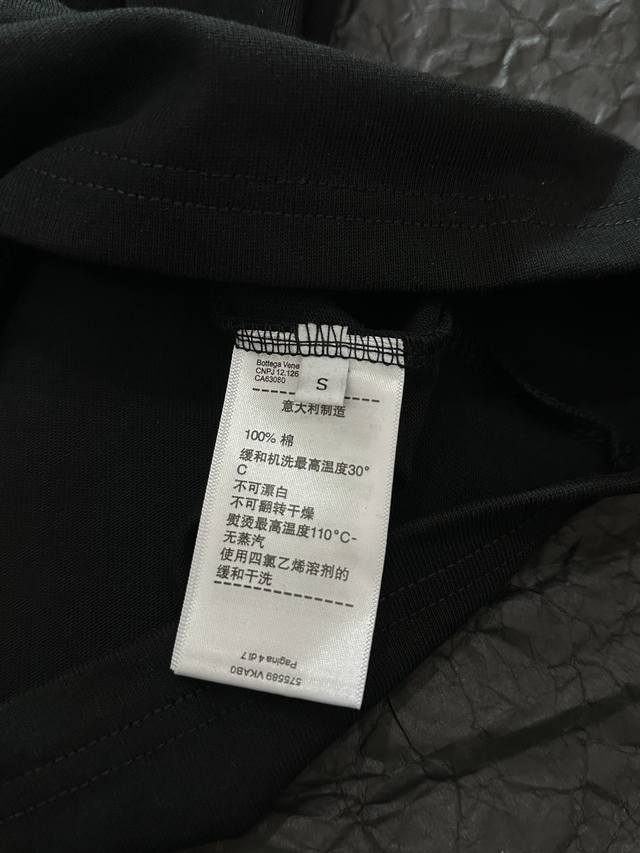 Bottega Vene
CNPJ 12.126
CA63080
S
意大利制造
100% 棉
缓和机洗最高温度30°
C
不可漂白
不可翻转干燥
熨烫最高温度110°C-
无蒸汽
使用四氯乙烯溶剂的
缓和干洗
Pagina 4 di 7
575589 VKAB0